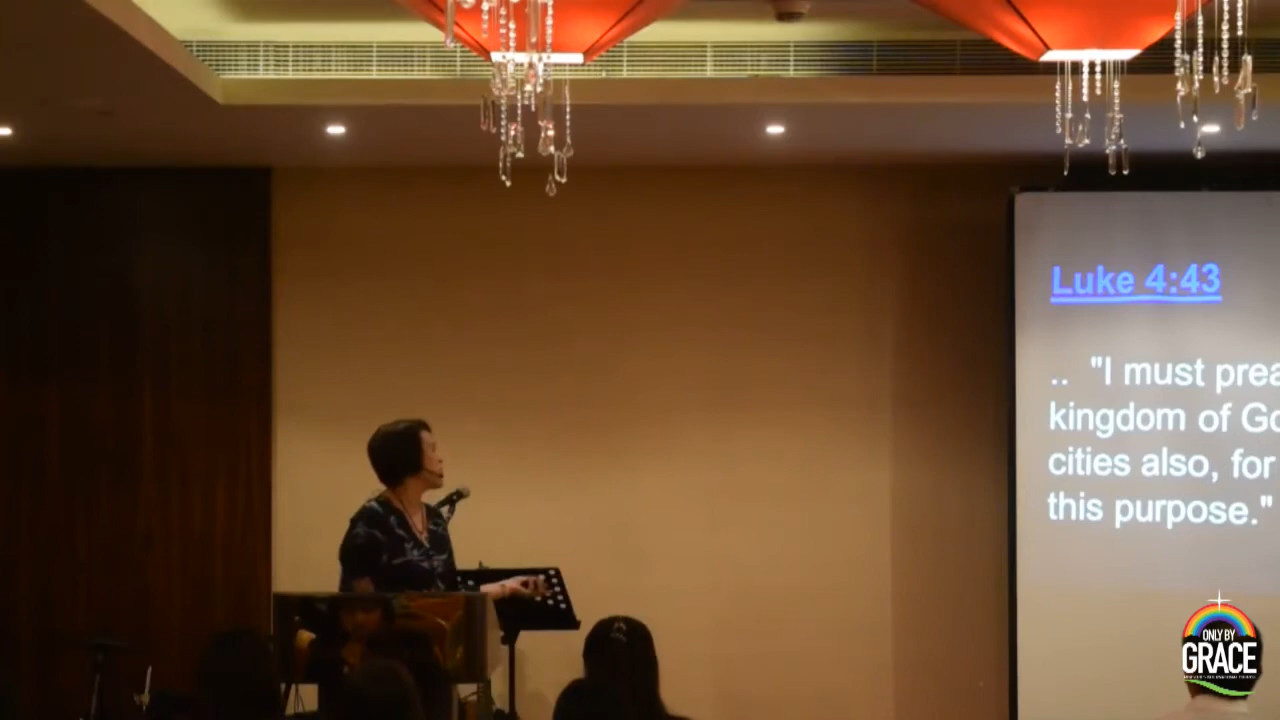 Luke 4:43
.. "I must prea
kingdom of Go
cities also, for
this purpose."
ONLY BY
GRACE